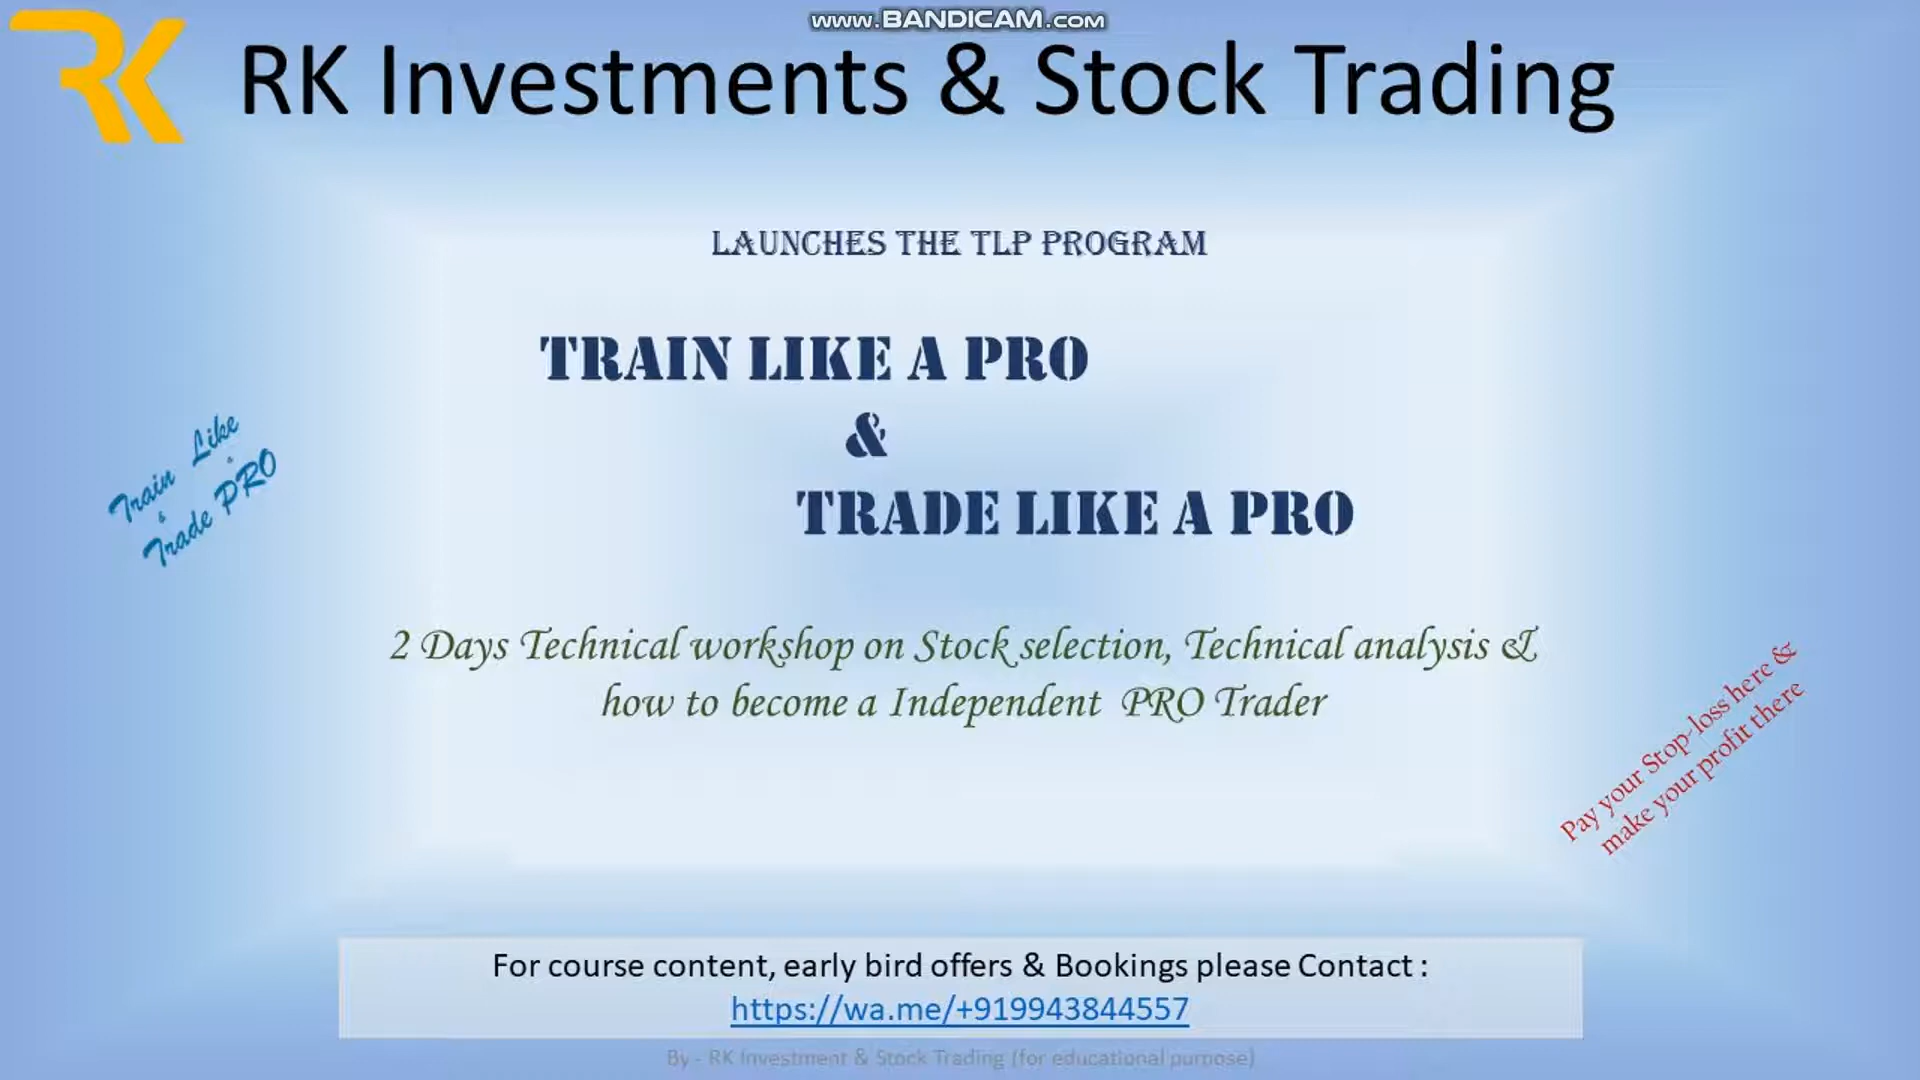 www.BANDICAM.com
RK
RK Investments & Stock Trading
LAUNCHES THE TLP PROGRAM
TRAIN LIKE A PRO
&
TRADE LIKE A PRO
Train Like
&
Trade PRO
2 Days Technical workshop on Stock selection, Technical analysis &
how to become a Independent PRO Trader
Pay your Stop-loss here &
make your profit there
For course content, early bird offers & Bookings please Contact :
https://wa.me/+919943844557
By - RK Investment & Stock Trading (for educational purpose)